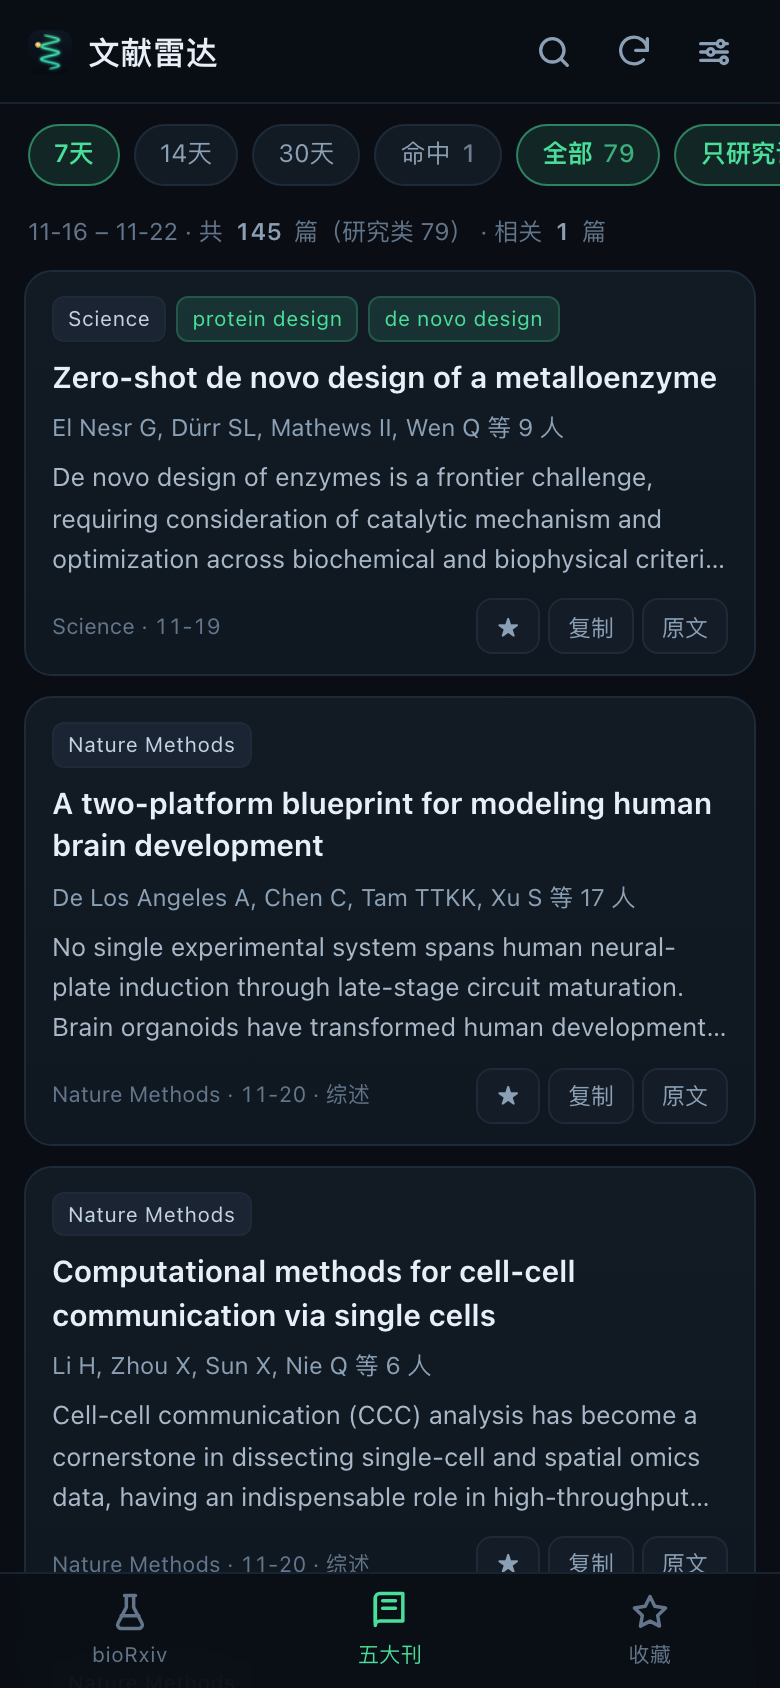 文献雷达
7天 14天 30天 命中 1 全部 79 只研究
11-16 – 11-22 · 共 145 篇（研究类 79） · 相关 1 篇
Science protein design de novo design
Zero-shot de novo design of a metalloenzyme
El Nesr G, Dürr SL, Mathews II, Wen Q 等 9 人
De novo design of enzymes is a frontier challenge,
requiring consideration of catalytic mechanism and
optimization across biochemical and biophysical criteri...
Science · 11-19 ★ 复制 原文
Nature Methods
A two-platform blueprint for modeling human
brain development
De Los Angeles A, Chen C, Tam TTKK, Xu S 等 17 人
No single experimental system spans human neural-
plate induction through late-stage circuit maturation.
Brain organoids have transformed human development...
Nature Methods · 11-20 · 综述 ★ 复制 原文
Nature Methods
Computational methods for cell-cell
communication via single cells
Li H, Zhou X, Sun X, Nie Q 等 6 人
Cell-cell communication (CCC) analysis has become a
cornerstone in dissecting single-cell and spatial omics
data, having an indispensable role in high-throughput...
Nature Methods · 11-20 · 综述 ★ 复制 原文
bioRxiv 五大刊 收藏
Nature Methods